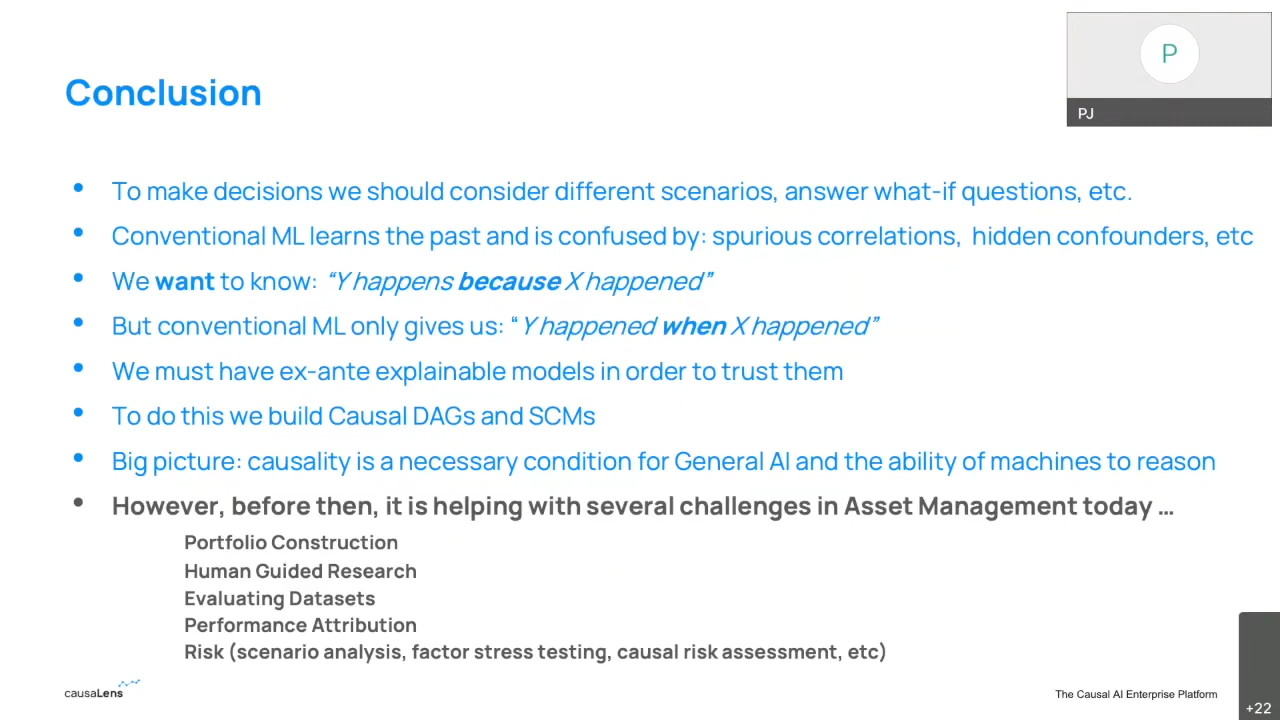 Conclusion
P
PJ
• To make decisions we should consider different scenarios, answer what-if questions, etc.
• Conventional ML learns the past and is confused by: spurious correlations,  hidden confounders, etc
• We want to know: “Y happens because X happened”
• But conventional ML only gives us: “Y happened when X happened”
• We must have ex-ante explainable models in order to trust them
• To do this we build Causal DAGs and SCMs
• Big picture: causality is a necessary condition for General AI and the ability of machines to reason
• However, before then, it is helping with several challenges in Asset Management today ...
Portfolio Construction
Human Guided Research
Evaluating Datasets
Performance Attribution
Risk (scenario analysis, factor stress testing, causal risk assessment, etc)
causaLens
The Causal AI Enterprise Platform
+22